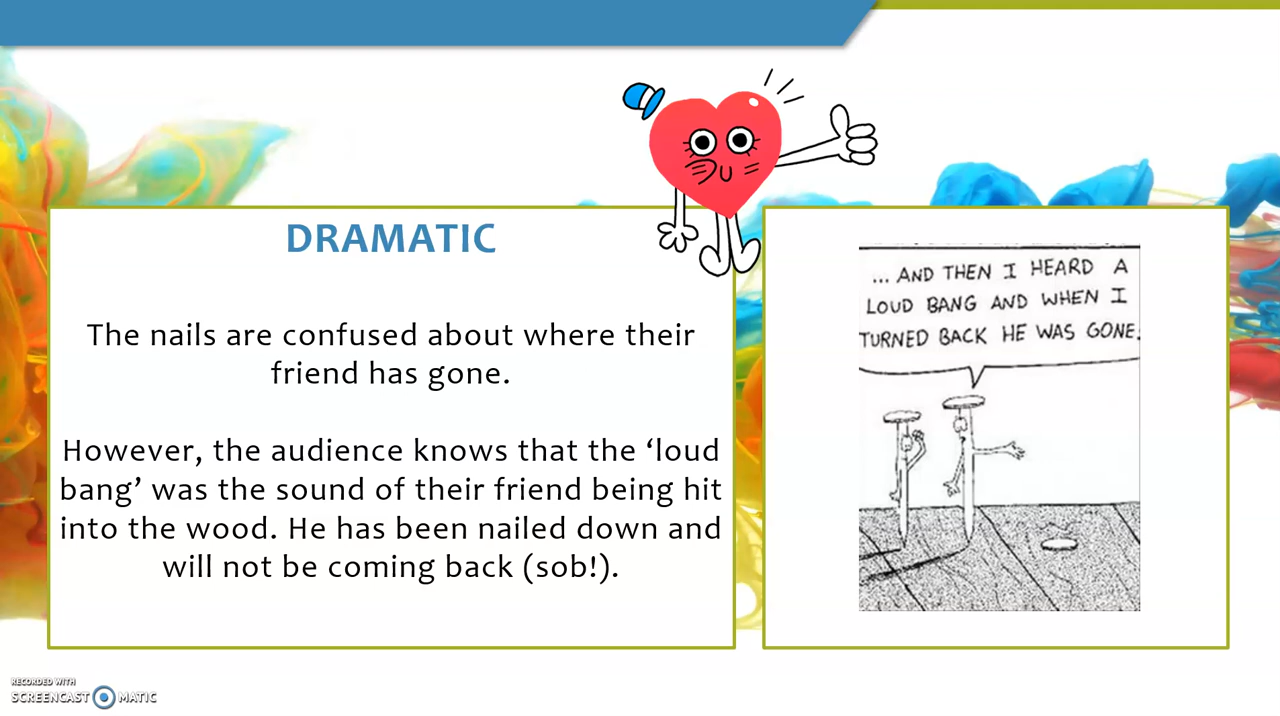 DRAMATIC
The nails are confused about where their
friend has gone.
However, the audience knows that the ‘loud
bang’ was the sound of their friend being hit
into the wood. He has been nailed down and
will not be coming back (sob!).
... AND THEN I HEARD A
LOUD BANG AND WHEN I
TURNED BACK HE WAS GONE.
RECORDED WITH
SCREENCAST MATIC